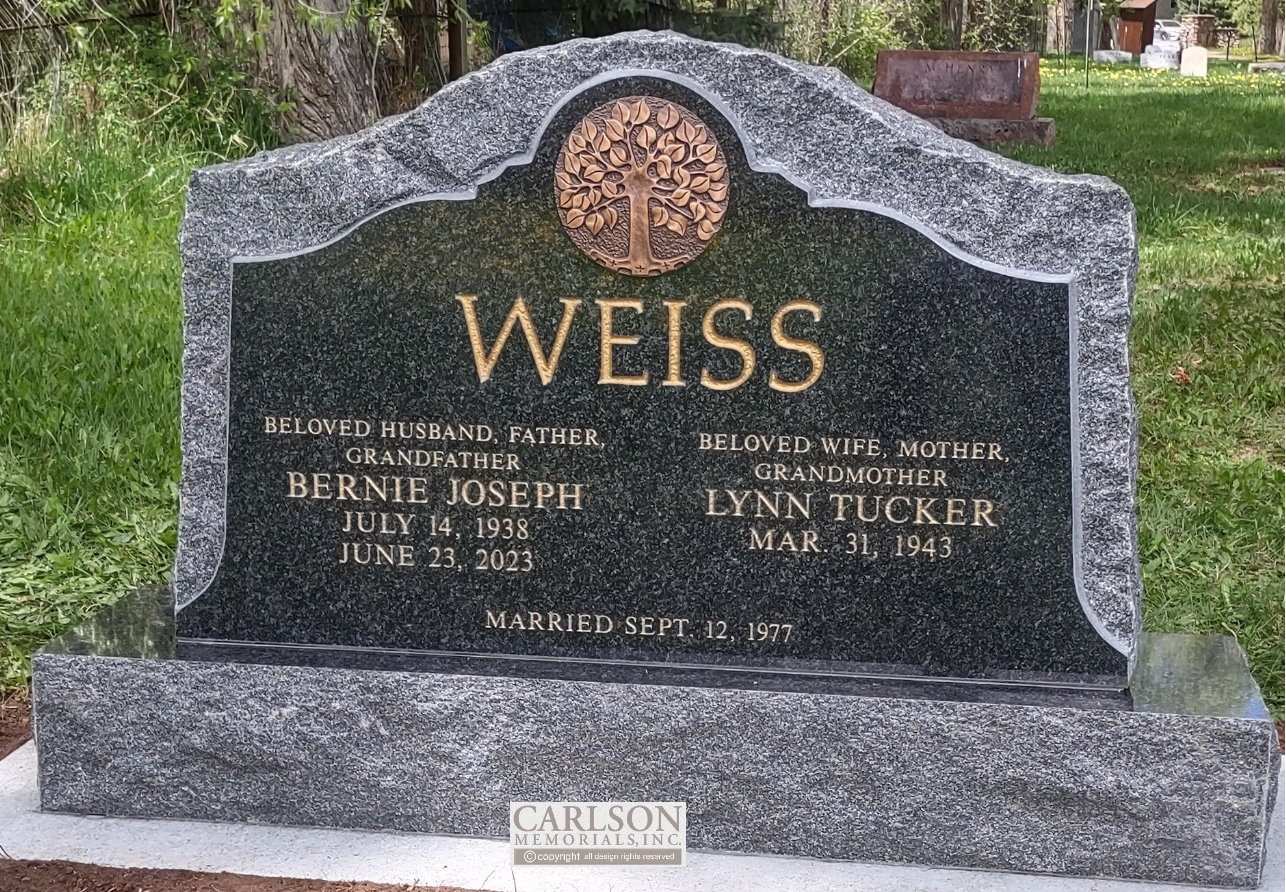 WEISS
BELOVED HUSBAND, FATHER,
GRANDFATHER
BERNIE JOSEPH
JULY 14, 1938
JUNE 23, 2023
BELOVED WIFE, MOTHER,
GRANDMOTHER
LYNN TUCKER
MAR. 31, 1943
MARRIED SEPT. 12, 1977
CARLSON
MEMORIALS, INC.
© copyright all design rights reserved